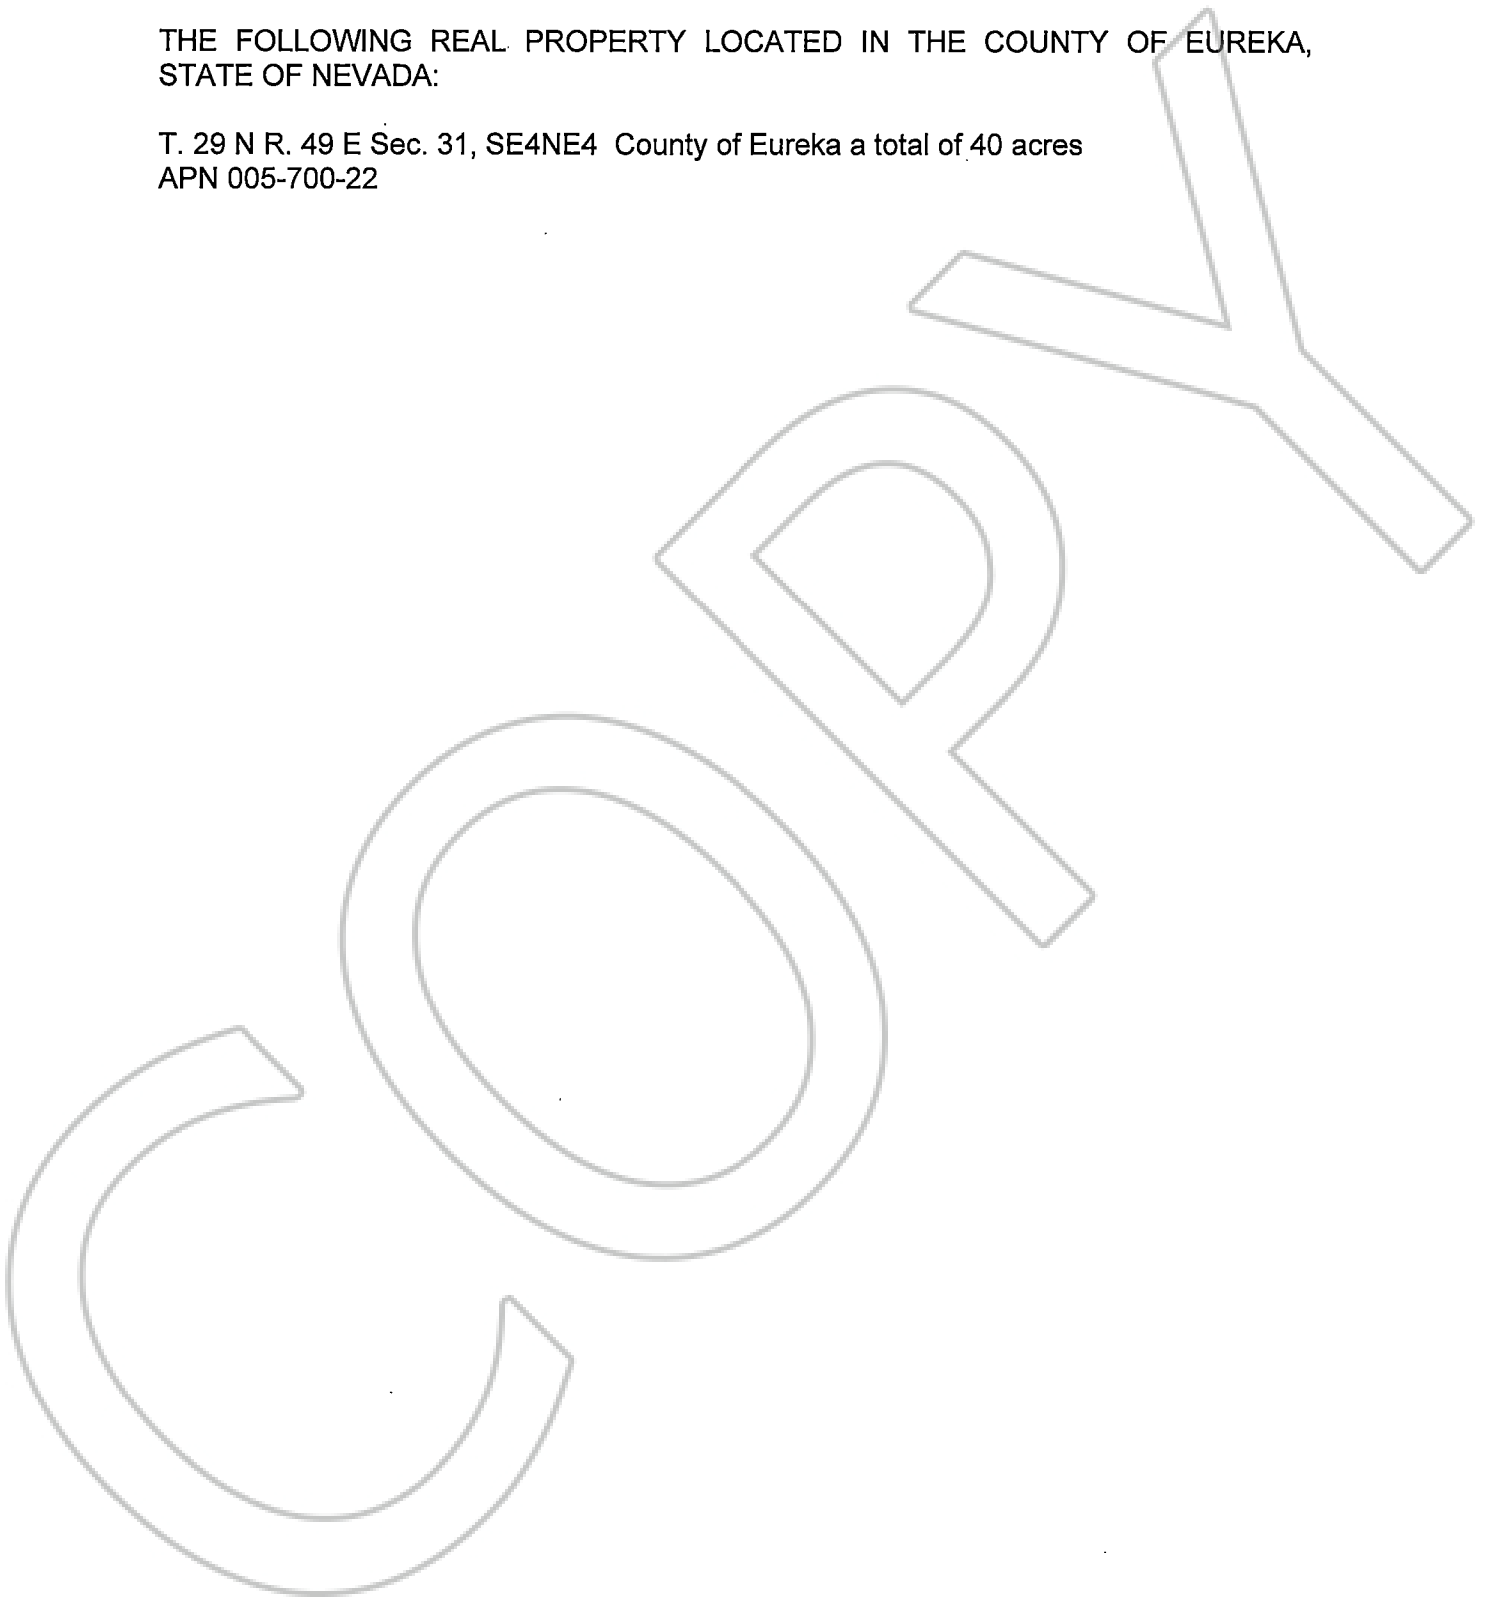 THE FOLLOWING REAL PROPERTY LOCATED IN THE COUNTY OF EUREKA,
STATE OF NEVADA:
T. 29 N R. 49 E Sec. 31, SE4NE4 County of Eureka a total of 40 acres
APN 005-700-22
COPY